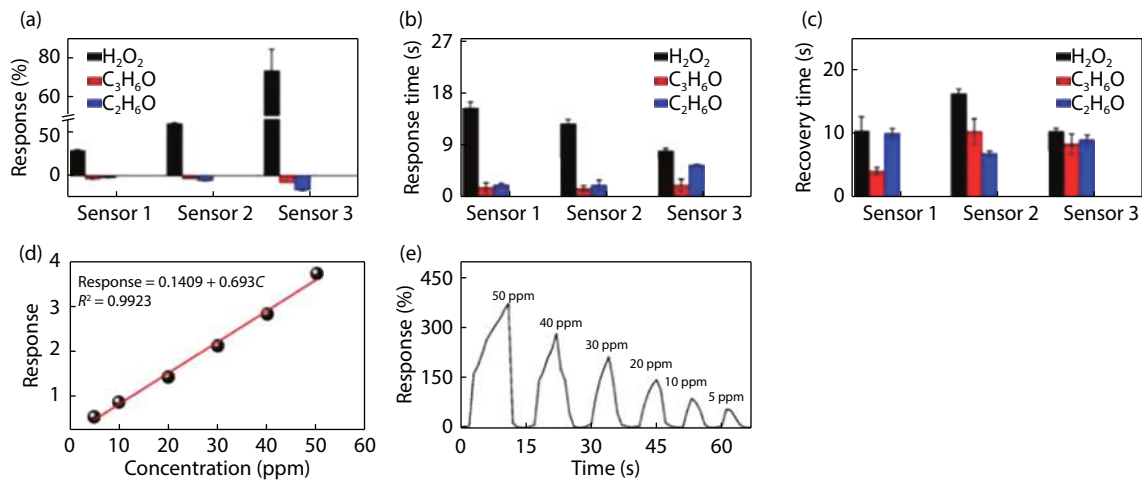 (a)
Response (%)
80
60
50
0
H₂O₂
C₃H₆O
C₂H₆O
Sensor 1 Sensor 2 Sensor 3
(b)
Response time (s)
27
18
9
0
H₂O₂
C₃H₆O
C₂H₆O
Sensor 1 Sensor 2 Sensor 3
(c)
Recovery time (s)
20
10
0
H₂O₂
C₃H₆O
C₂H₆O
Sensor 1 Sensor 2 Sensor 3
(d)
Response
4
3
2
1
Response = 0.1409 + 0.693C
R² = 0.9923
0 10 20 30 40 50 60
Concentration (ppm)
(e)
Response (%)
450
300
150
0
50 ppm
40 ppm
30 ppm
20 ppm
10 ppm
5 ppm
0 15 30 45 60
Time (s)